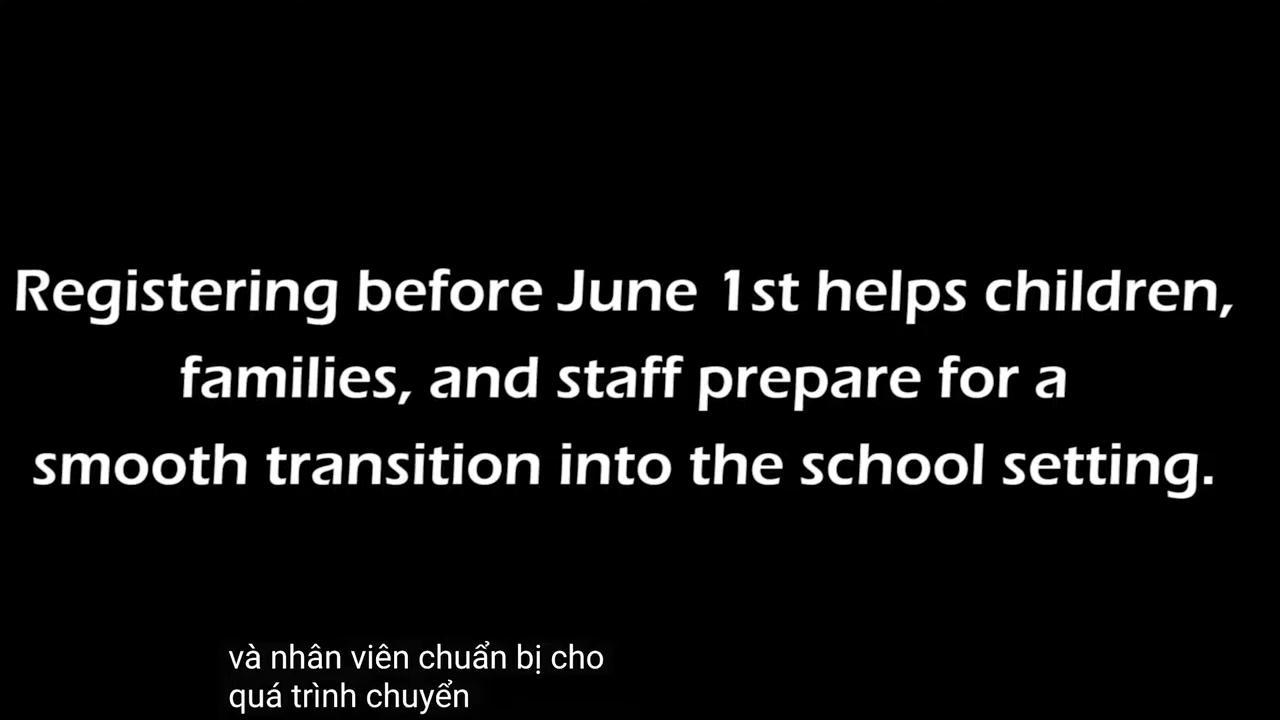 Registering before June 1st helps children,
families, and staff prepare for a
smooth transition into the school setting.
và nhân viên chuẩn bị cho
quá trình chuyển